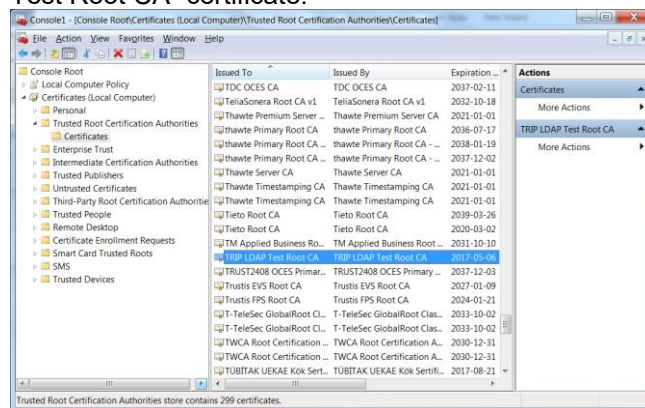 Test Root CA" certificate.
Console1 - [Console Root\Certificates (Local Computer)\Trusted Root Certification Authorities\Certificates]
File Action View Favorites Window Help
Console Root
Local Computer Policy
Certificates (Local Computer)
Personal
Trusted Root Certification Authorities
Certificates
Enterprise Trust
Intermediate Certification Authorities
Trusted Publishers
Untrusted Certificates
Third-Party Root Certification Authoritie
Trusted People
Remote Desktop
Certificate Enrollment Requests
Smart Card Trusted Roots
SMS
Trusted Devices
Issued To Issued By Expiration ...
TDC OCES CA TDC OCES CA 2037-02-11
TeliaSonera Root CA v1 TeliaSonera Root CA v1 2032-10-18
Thawte Premium Server ... Thawte Premium Server CA 2021-01-01
thawte Primary Root CA thawte Primary Root CA 2036-07-17
thawte Primary Root CA ... thawte Primary Root CA - ... 2038-01-19
thawte Primary Root CA ... thawte Primary Root CA - ... 2037-12-02
Thawte Server CA Thawte Server CA 2021-01-01
Thawte Timestamping CA Thawte Timestamping CA 2021-01-01
Thawte Timestamping CA Thawte Timestamping CA 2021-01-01
Tieto Root CA Tieto Root CA 2039-03-26
Tieto Root CA Tieto Root CA 2020-03-02
TM Applied Business Ro... TM Applied Business Root ... 2031-10-10
TRIP LDAP Test Root CA TRIP LDAP Test Root CA 2017-05-06
TRUST2408 OCES Primar... TRUST2408 OCES Primary ... 2037-12-03
Trustis EVS Root CA Trustis EVS Root CA 2027-01-09
Trustis FPS Root CA Trustis FPS Root CA 2024-01-21
T-TeleSec GlobalRoot Cl... T-TeleSec GlobalRoot Clas... 2033-10-02
T-TeleSec GlobalRoot Cl... T-TeleSec GlobalRoot Clas... 2033-10-02
TWCA Root Certification ... TWCA Root Certification A... 2030-12-31
TWCA Root Certification ... TWCA Root Certification A... 2030-12-31
TÜBİTAK UEKAE Kök Sert... TÜBİTAK UEKAE Kök Sertifi... 2017-08-21
Actions
Certificates
More Actions
TRIP LDAP Test Root CA
More Actions
Trusted Root Certification Authorities store contains 299 certificates.